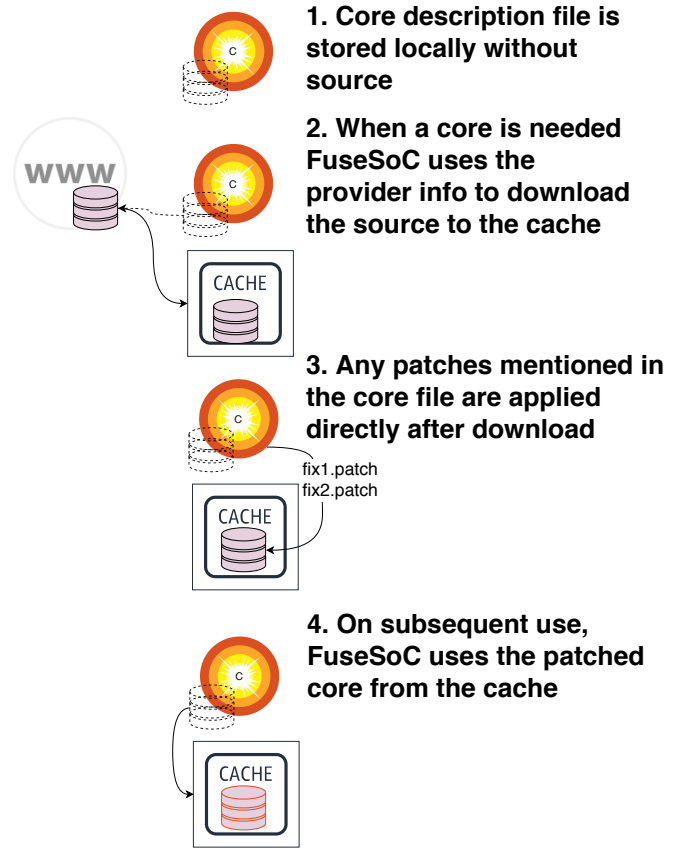 C
1. Core description file is
stored locally without
source
www
C
2. When a core is needed
FuseSoC uses the
provider info to download
the source to the cache
CACHE
3. Any patches mentioned in
the core file are applied
directly after download
C
fix1.patch
fix2.patch
CACHE
4. On subsequent use,
FuseSoC uses the patched
core from the cache
C
CACHE